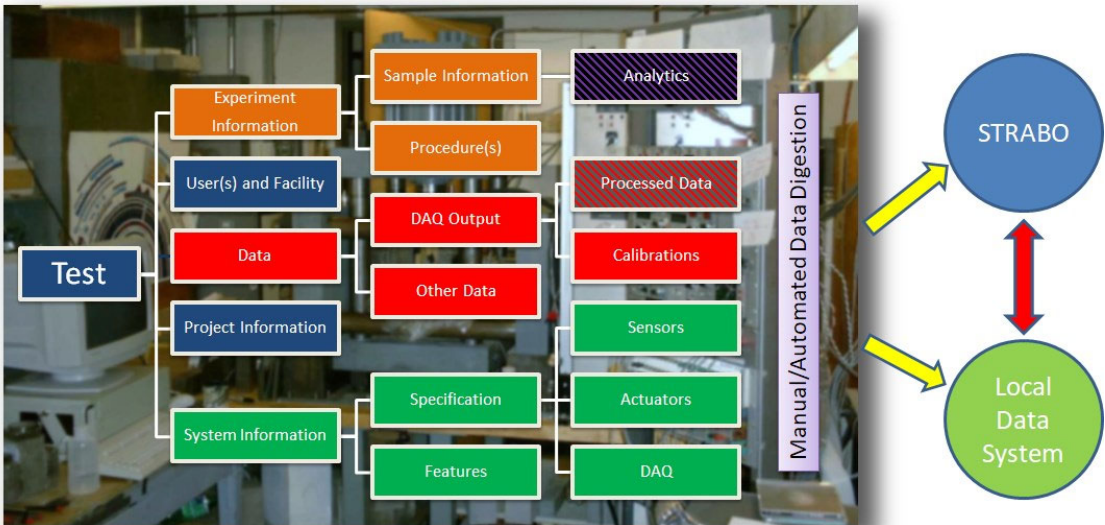 Test
Experiment
Information
User(s) and Facility
Data
Project Information
System Information
Sample Information
Procedure(s)
DAQ Output
Other Data
Specification
Features
Analytics
Processed Data
Calibrations
Sensors
Actuators
DAQ
Manual/Automated Data Digestion
STRABO
Local
Data
System